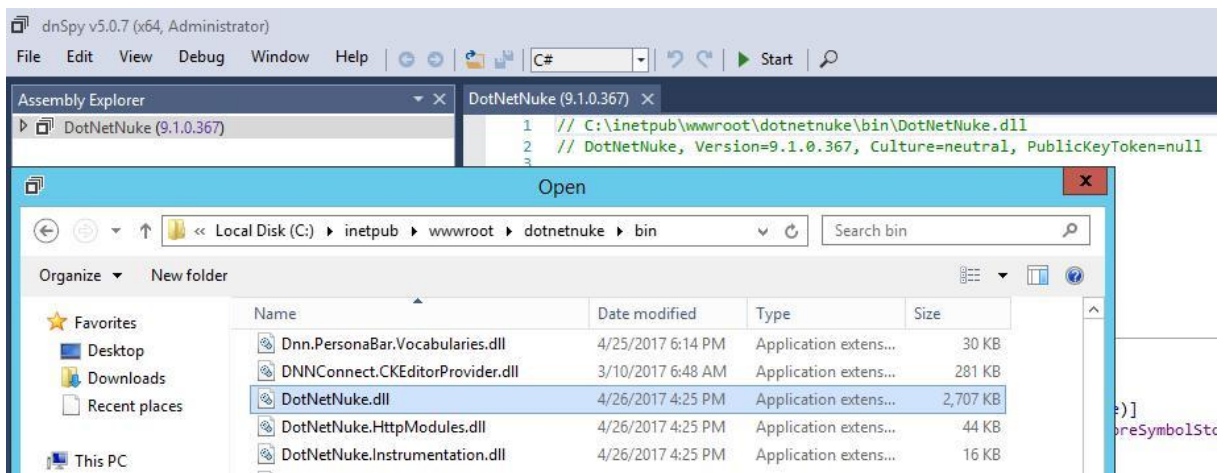 dnSpy v5.0.7 (x64, Administrator)
File Edit View Debug Window Help C# Start
Assembly Explorer
DotNetNuke (9.1.0.367)
DotNetNuke (9.1.0.367)
1 // C:\inetpub\wwwroot\dotnetnuke\bin\DotNetNuke.dll
2 // DotNetNuke, Version=9.1.0.367, Culture=neutral, PublicKeyToken=null
3
Open
« Local Disk (C:) inetpub wwwroot dotnetnuke bin Search bin
Organize New folder
Name Date modified Type Size
Favorites
Desktop
Downloads
Recent places
This PC
Dnn.PersonaBar.Vocabularies.dll 4/25/2017 6:14 PM Application extens... 30 KB
DNNConnect.CKEditorProvider.dll 3/10/2017 6:48 AM Application extens... 281 KB
DotNetNuke.dll 4/26/2017 4:25 PM Application extens... 2,707 KB
DotNetNuke.HttpModules.dll 4/26/2017 4:25 PM Application extens... 44 KB
DotNetNuke.Instrumentation.dll 4/26/2017 4:25 PM Application extens... 16 KB
)]
reSymbolSto